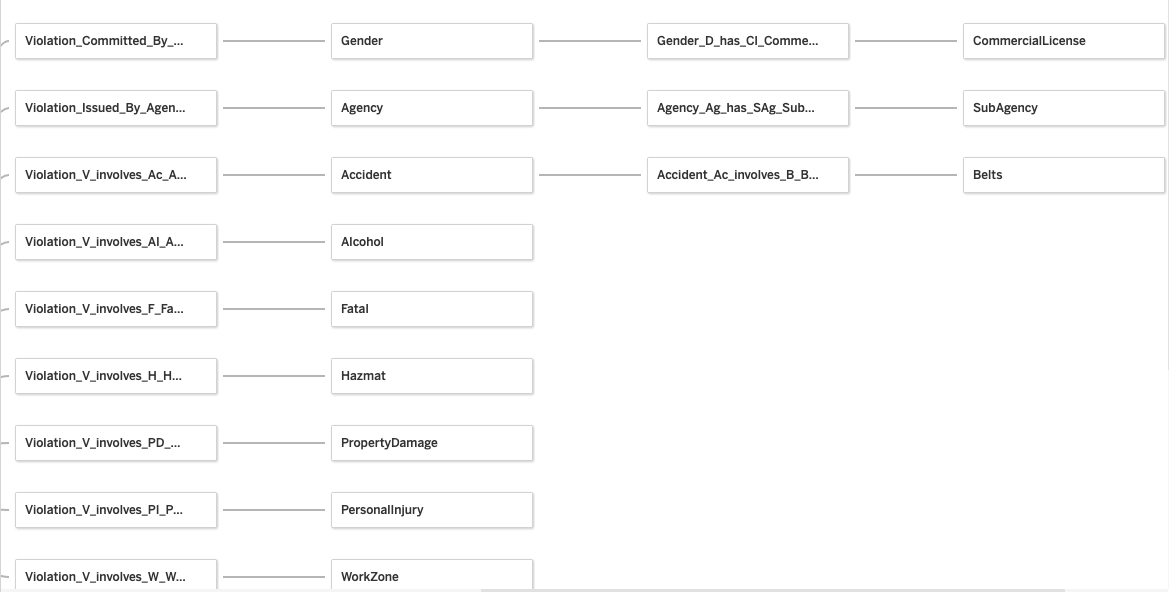 Violation_Committed_By_... Gender Gender_D_has_Cl_Comme... CommercialLicense
Violation_Issued_By_Agen... Agency Agency_Ag_has_SAg_Sub... SubAgency
Violation_V_involves_Ac_A... Accident Accident_Ac_involves_B_B... Belts
Violation_V_involves_Al_A... Alcohol
Violation_V_involves_F_Fa... Fatal
Violation_V_involves_H_H... Hazmat
Violation_V_involves_PD_... PropertyDamage
Violation_V_involves_PI_P... PersonalInjury
Violation_V_involves_W_W... WorkZone